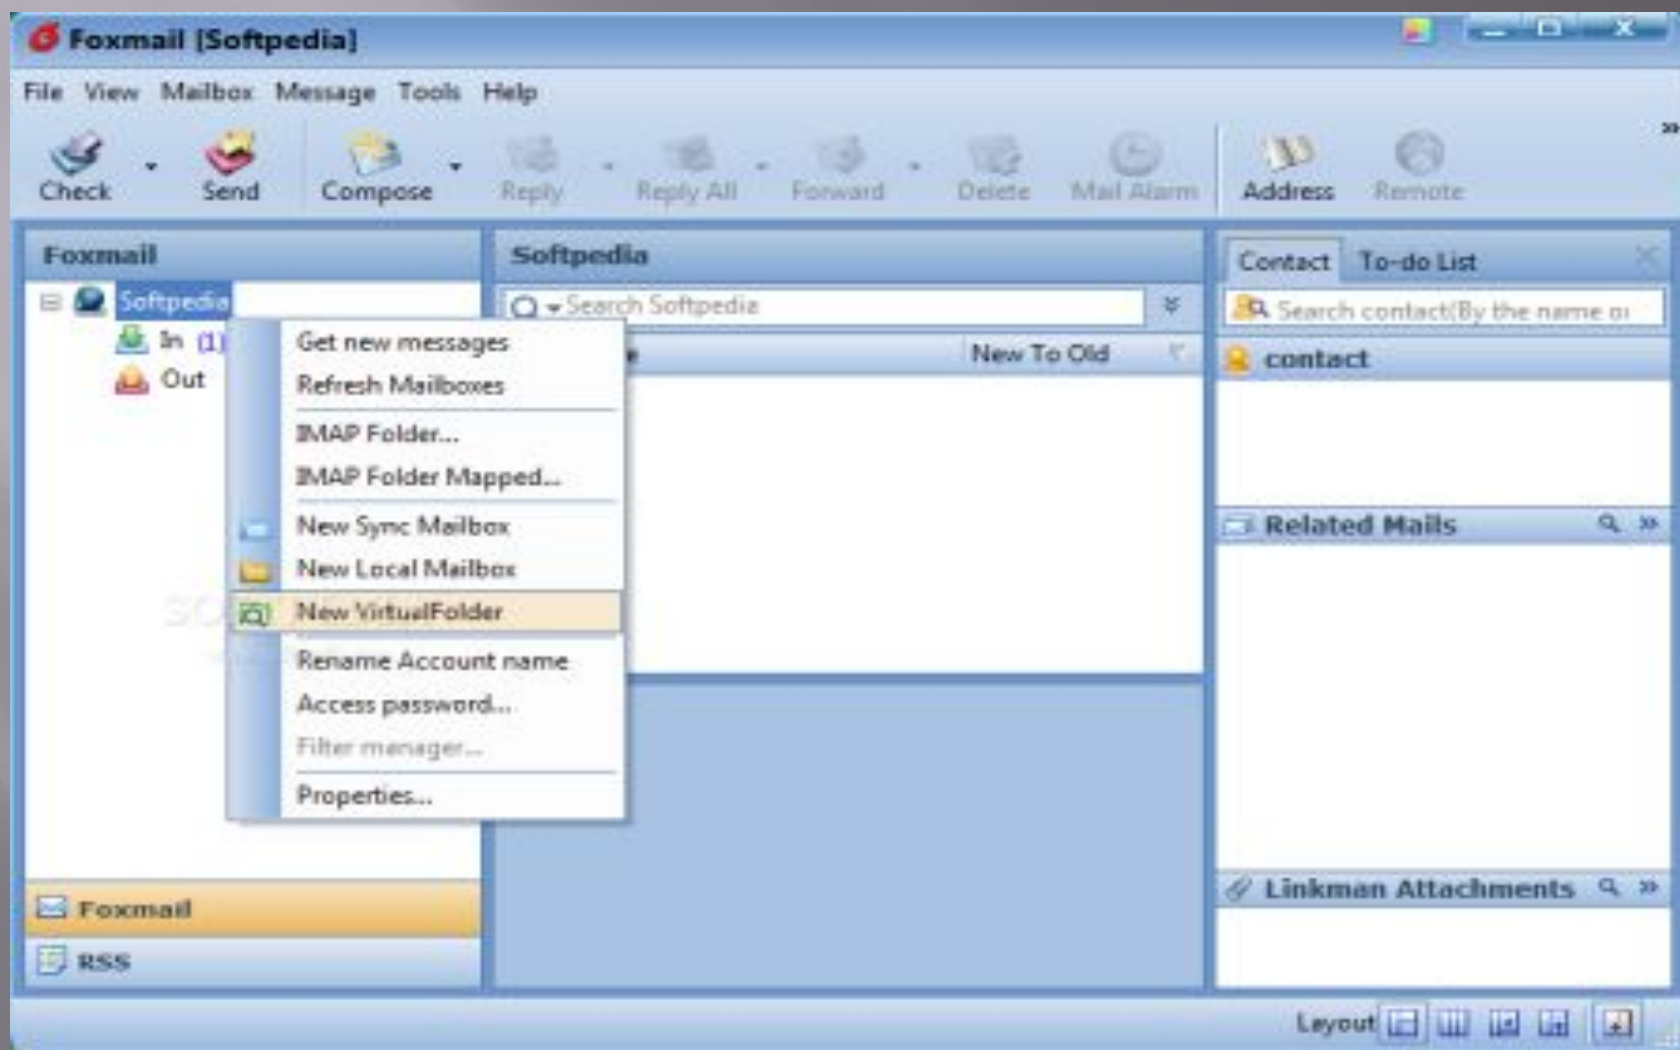 Foxmail [Softpedia]
File View Mailbox Message Tools Help
Check Send Compose Reply Reply All Forward Delete Mail Alarm Address Remote
Foxmail
Softpedia
In (1)
Out
Softpedia
Search Softpedia
New To Old
Get new messages
Refresh Mailboxes
IMAP Folder...
IMAP Folder Mapped...
New Sync Mailbox
New Local Mailbox
New VirtualFolder
Rename Account name
Access password...
Filter manager...
Properties...
Contact To-do List
Search contact(By the name or
contact
Related Mails
Linkman Attachments
Foxmail
RSS
Layout